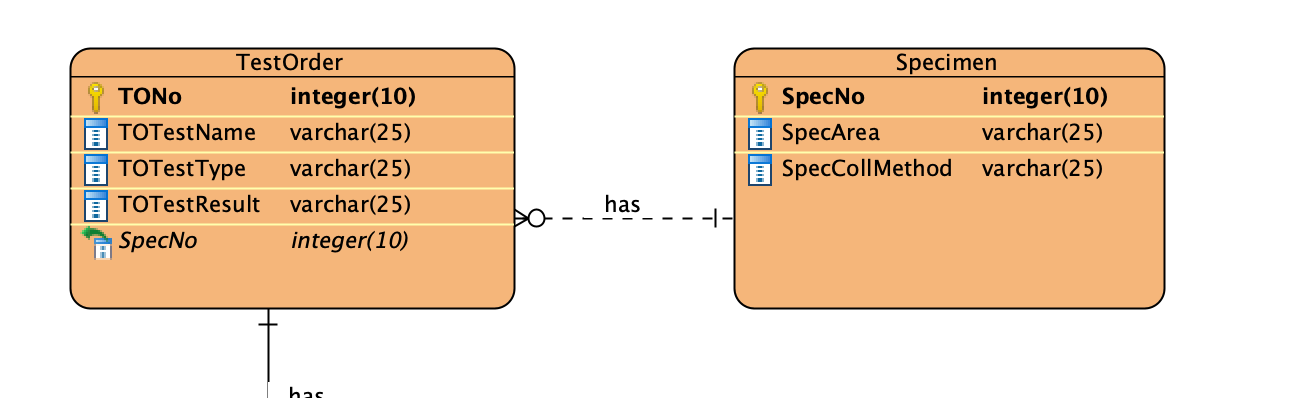 TestOrder
TONo integer(10)
TOTestName varchar(25)
TOTestType varchar(25)
TOTestResult varchar(25)
SpecNo integer(10)
has
Specimen
SpecNo integer(10)
SpecArea varchar(25)
SpecCollMethod varchar(25)
has